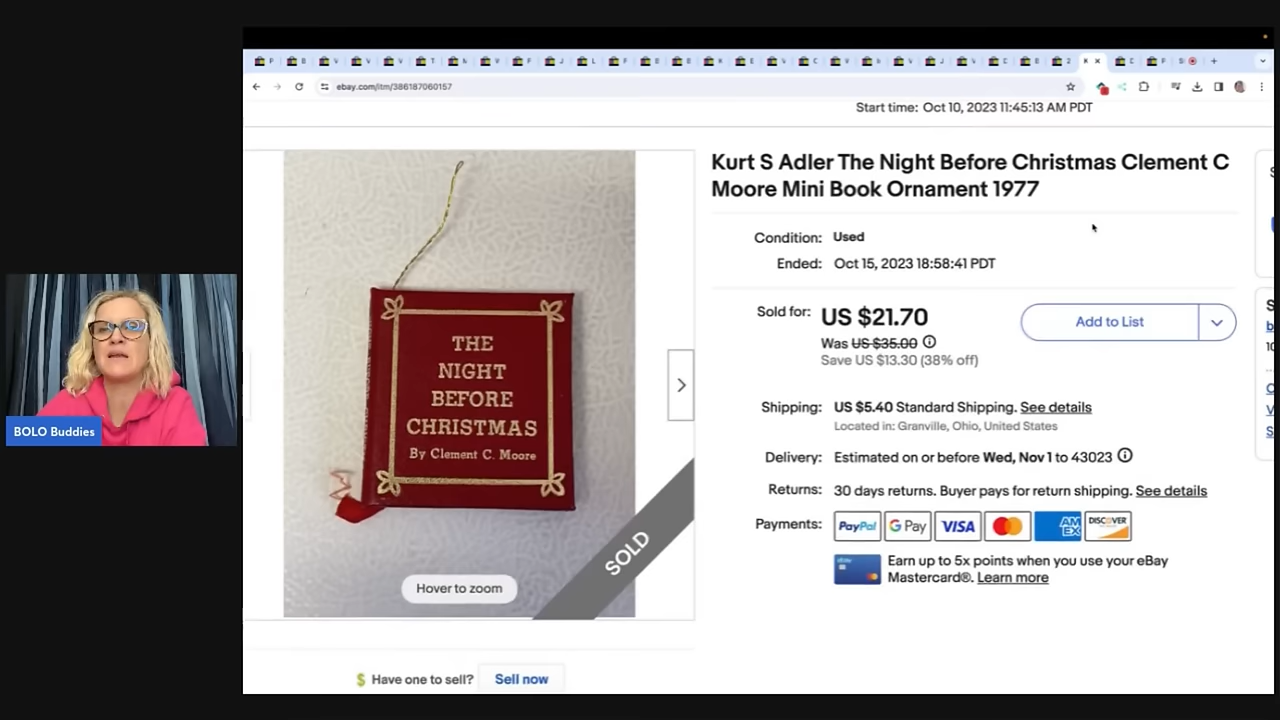 ebay.com/itm/386187060157
Start time: Oct 10, 2023 11:45:13 AM PDT
Kurt S Adler The Night Before Christmas Clement C
Moore Mini Book Ornament 1977
Condition: Used
Ended: Oct 15, 2023 18:58:41 PDT
Sold for: US $21.70
Was US $35.00
Save US $13.30 (38% off)
Add to List
Shipping: US $5.40 Standard Shipping. See details
Located in: Granville, Ohio, United States
Delivery: Estimated on or before Wed, Nov 1 to 43023
Returns: 30 days returns. Buyer pays for return shipping. See details
Payments: PayPal G Pay VISA AM EX DISCOVER
Earn up to 5x points when you use your eBay
Mastercard®. Learn more
THE
NIGHT
BEFORE
CHRISTMAS
By Clement C. Moore
SOLD
Hover to zoom
Have one to sell? Sell now
BOLO Buddies